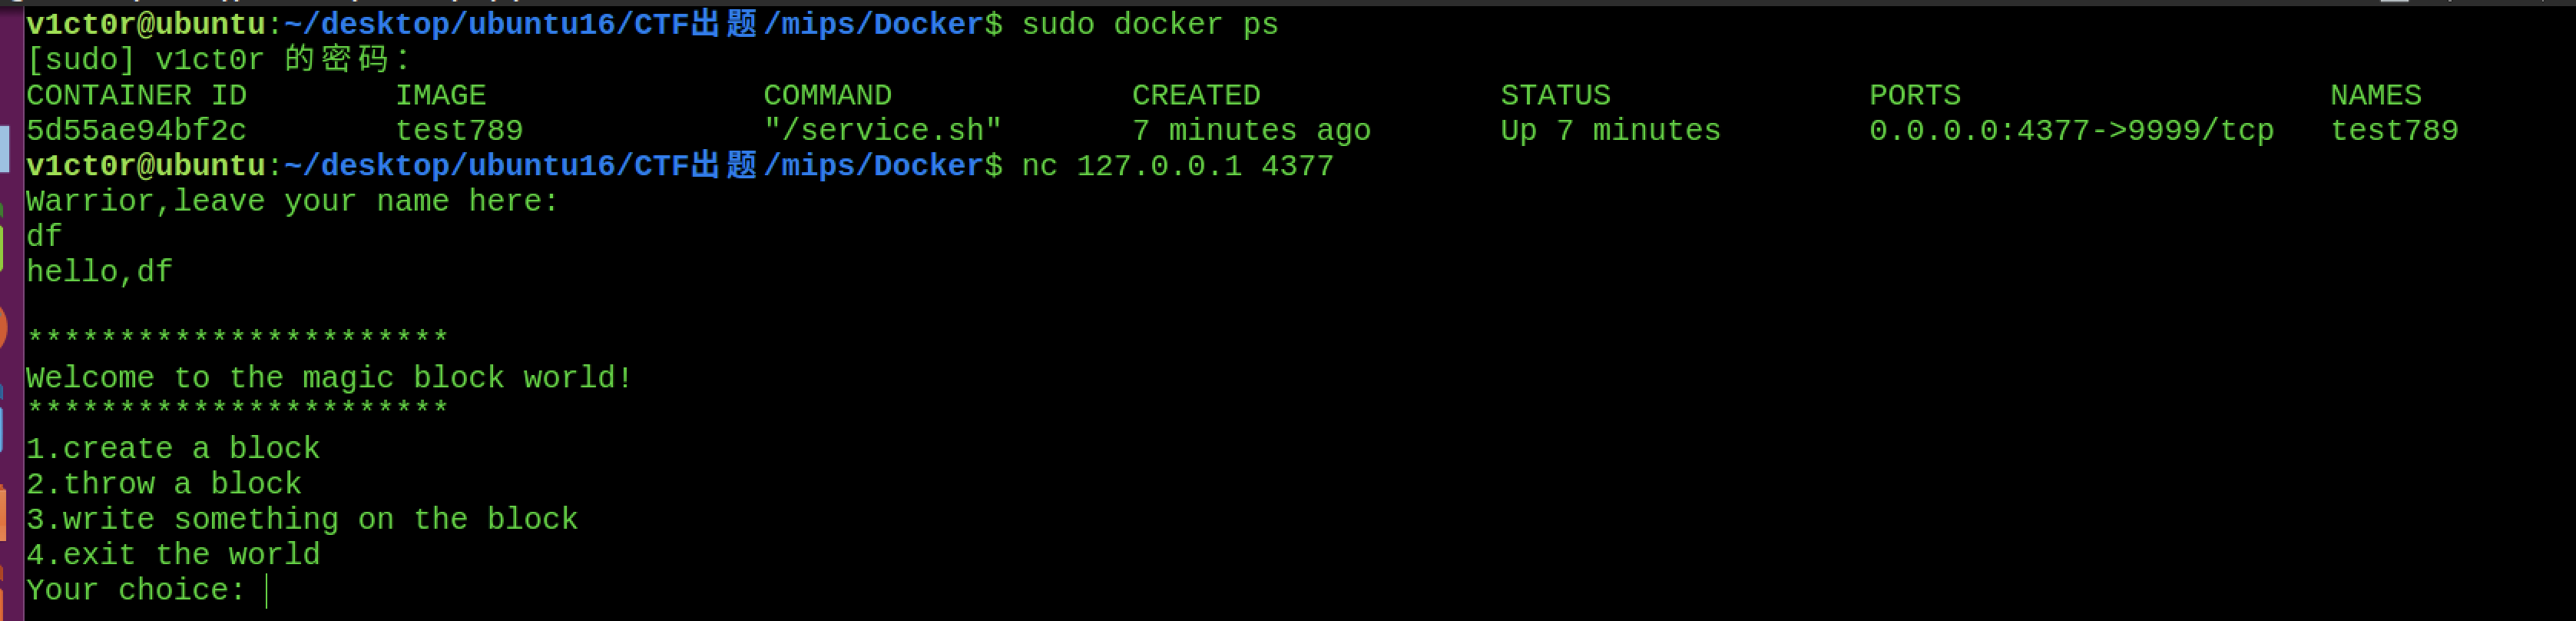 v1ct0r@ubuntu:~/desktop/ubuntu16/CTF出题/mips/Docker$ sudo docker ps
[sudo] v1ct0r 的密码：
CONTAINER ID        IMAGE               COMMAND             CREATED             STATUS              PORTS                    NAMES
5d55ae94bf2c        test789             "/service.sh"       7 minutes ago       Up 7 minutes        0.0.0.0:4377->9999/tcp   test789
v1ct0r@ubuntu:~/desktop/ubuntu16/CTF出题/mips/Docker$ nc 127.0.0.1 4377
Warrior,leave your name here:
df
hello,df
***********************
Welcome to the magic block world!
***********************
1.create a block
2.throw a block
3.write something on the block
4.exit the world
Your choice: